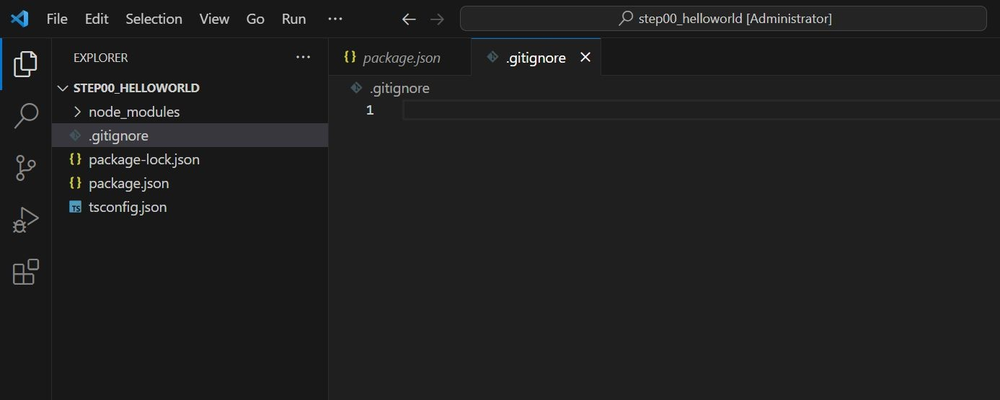 File Edit Selection View Go Run ···
step00_helloworld [Administrator]
EXPLORER ···
package.json
.gitignore
STEP00_HELLOWORLD
node_modules
.gitignore
package-lock.json
package.json
TS tsconfig.json
.gitignore
1